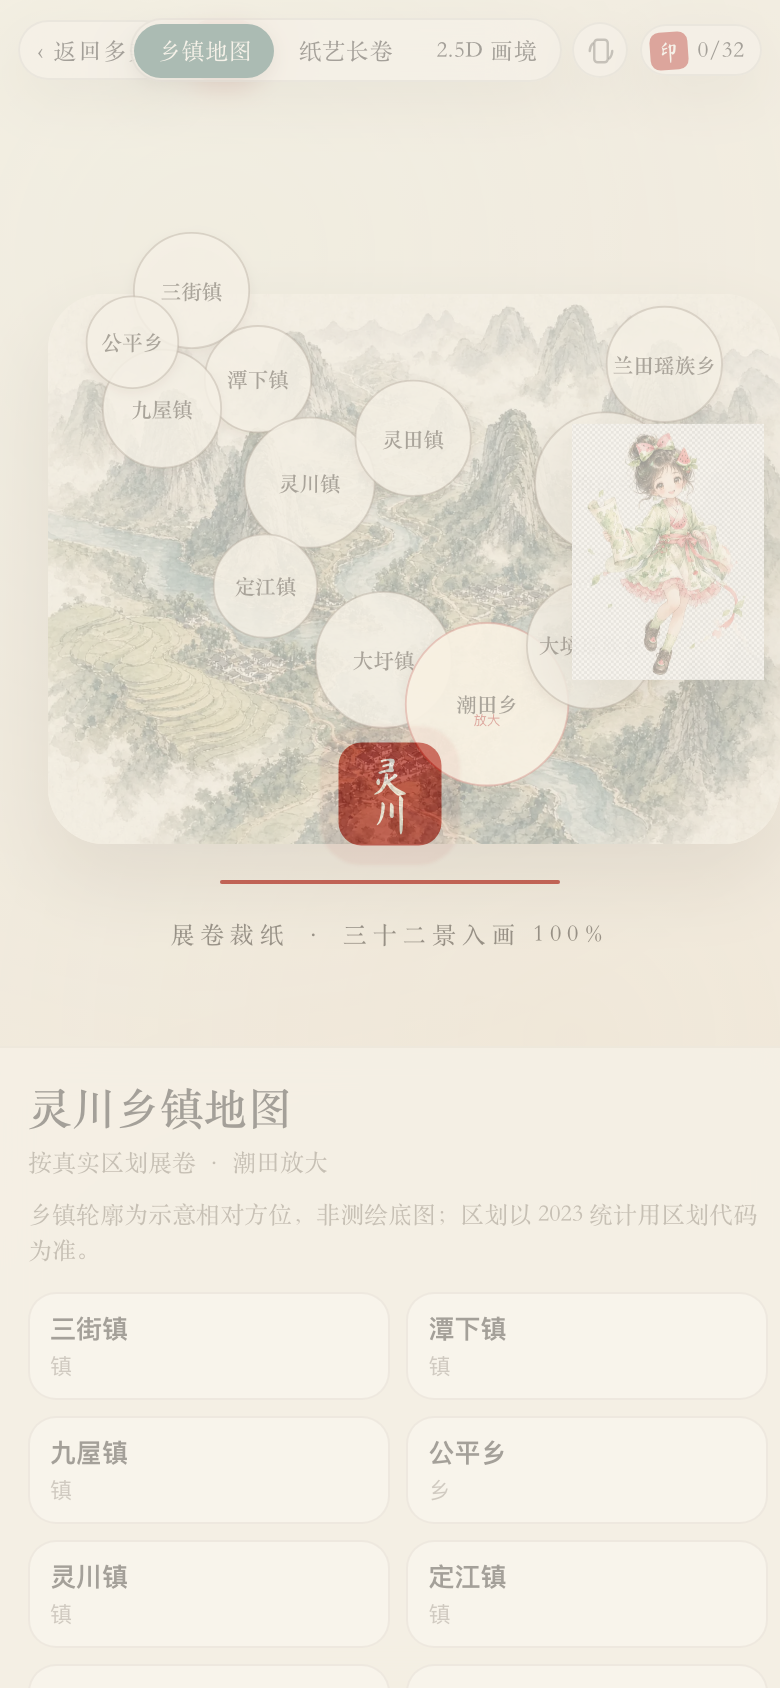 ‹ 返回多
乡镇地图
纸艺长卷
2.5D 画境
印
0/32
三街镇
公平乡
潭下镇
九屋镇
兰田瑶族乡
灵田镇
灵川镇
定江镇
大圩镇
大境
潮田乡
放大
灵川
展卷裁纸 · 三十二景入画 100%
灵川乡镇地图
按真实区划展卷 · 潮田放大
乡镇轮廓为示意相对方位，非测绘底图；区划以 2023 统计用区划代码
为准。
三街镇
镇
潭下镇
镇
九屋镇
镇
公平乡
乡
灵川镇
镇
定江镇
镇